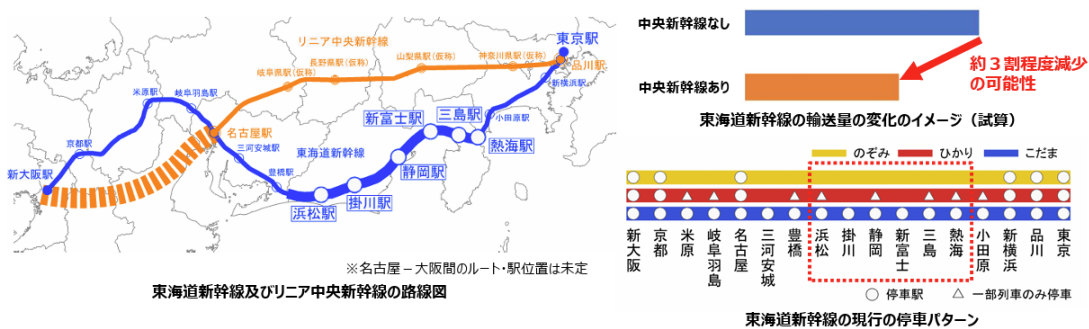 東京駅
リニア中央新幹線
品川駅
神奈川県駅(仮称)
山梨県駅(仮称)
長野県駅(仮称)
岐阜県駅(仮称)
新横浜駅
小田原駅
熱海駅
三島駅
新富士駅
静岡駅
掛川駅
浜松駅
東海道新幹線
豊橋駅
三河安城駅
名古屋駅
岐阜羽島駅
米原駅
京都駅
新大阪駅
※名古屋－大阪間のルート・駅位置は未定
東海道新幹線及びリニア中央新幹線の路線図
中央新幹線なし
中央新幹線あり
約３割程度減少
の可能性
東海道新幹線の輸送量の変化のイメージ（試算）
のぞみ ひかり こだま
新大阪 京都 米原 岐阜羽島 名古屋 三河安城 豊橋 浜松 掛川 静岡 新富士 三島 熱海 小田原 新横浜 品川 東京
○ 停車駅 △ 一部列車のみ停車
東海道新幹線の現行の停車パターン